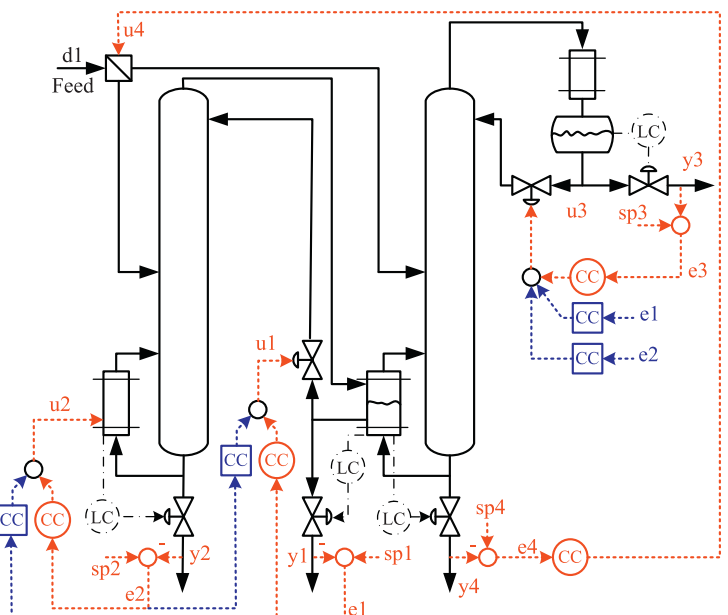 u4
d1
Feed
LC
y3
u3
sp3
CC
e3
CC
e1
CC
e2
u1
u2
CC
CC
LC
CC
CC
LC
LC
sp4
y2
sp2
e2
y1
sp1
e1
e4
CC
y4
-
-
-